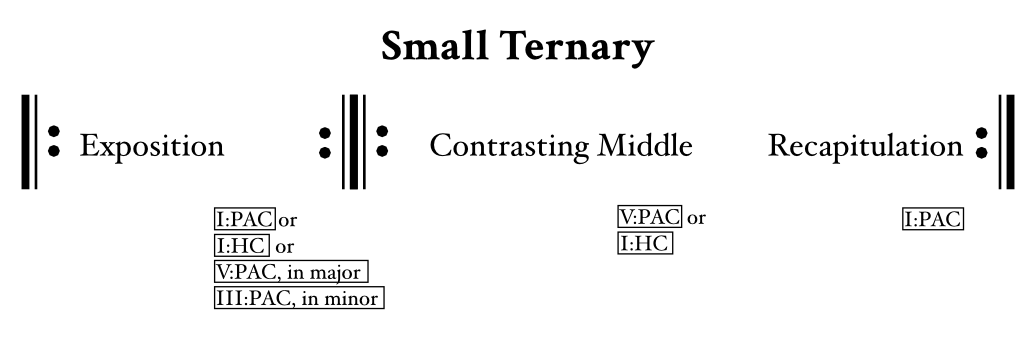 Small Ternary
Exposition
Contrasting Middle
Recapitulation
I:PAC or
I:HC or
V:PAC, in major
III:PAC, in minor
V:PAC or
I:HC
I:PAC